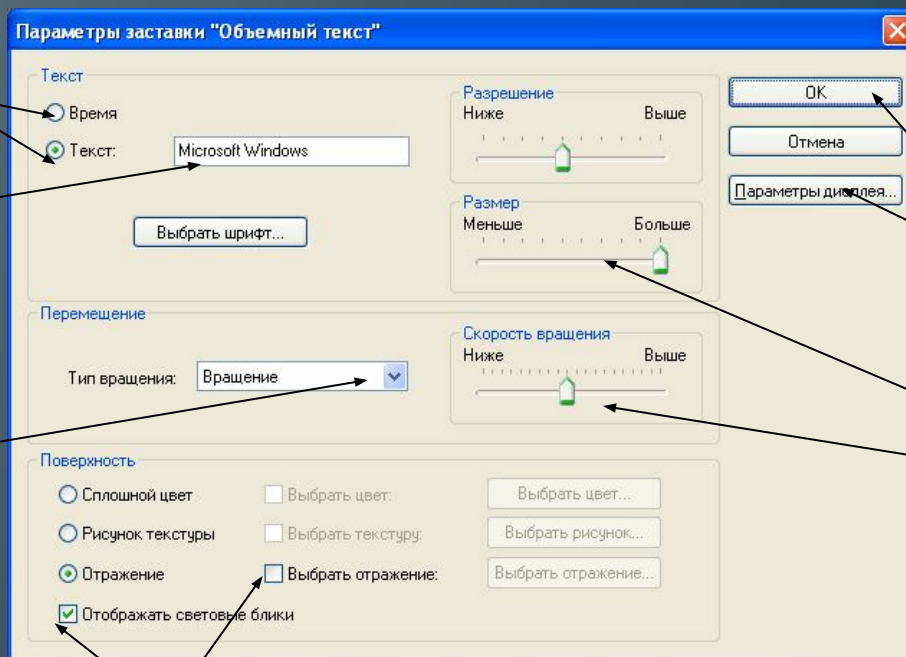 Параметры заставки "Объемный текст"
Текст
Время
Текст:
Microsoft Windows
Выбрать шрифт...
Разрешение
Ниже Выше
Размер
Меньше Больше
OK
Отмена
Параметры дисплея...
Перемещение
Тип вращения:
Вращение
Скорость вращения
Ниже Выше
Поверхность
Сплошной цвет Выбрать цвет: Выбрать цвет...
Рисунок текстуры Выбрать текстуру: Выбрать рисунок...
Отражение Выбрать отражение: Выбрать отражение...
Отображать световые блики